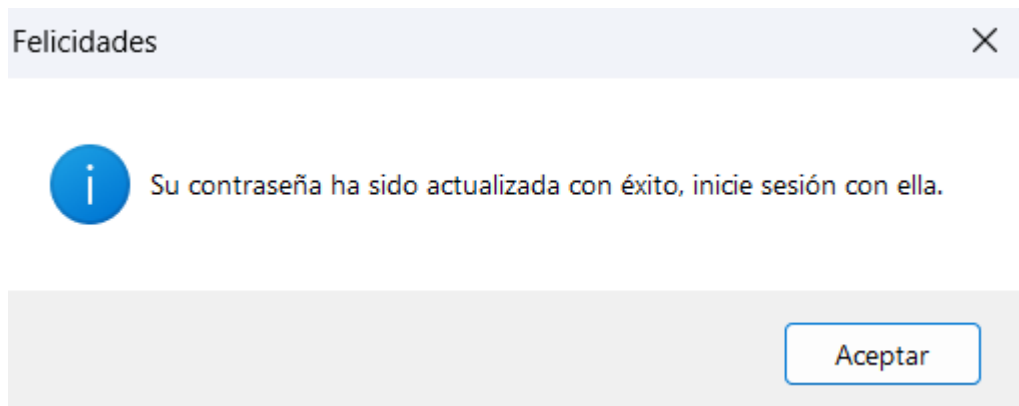 Felicidades
Su contraseña ha sido actualizada con éxito, inicie sesión con ella.
Aceptar